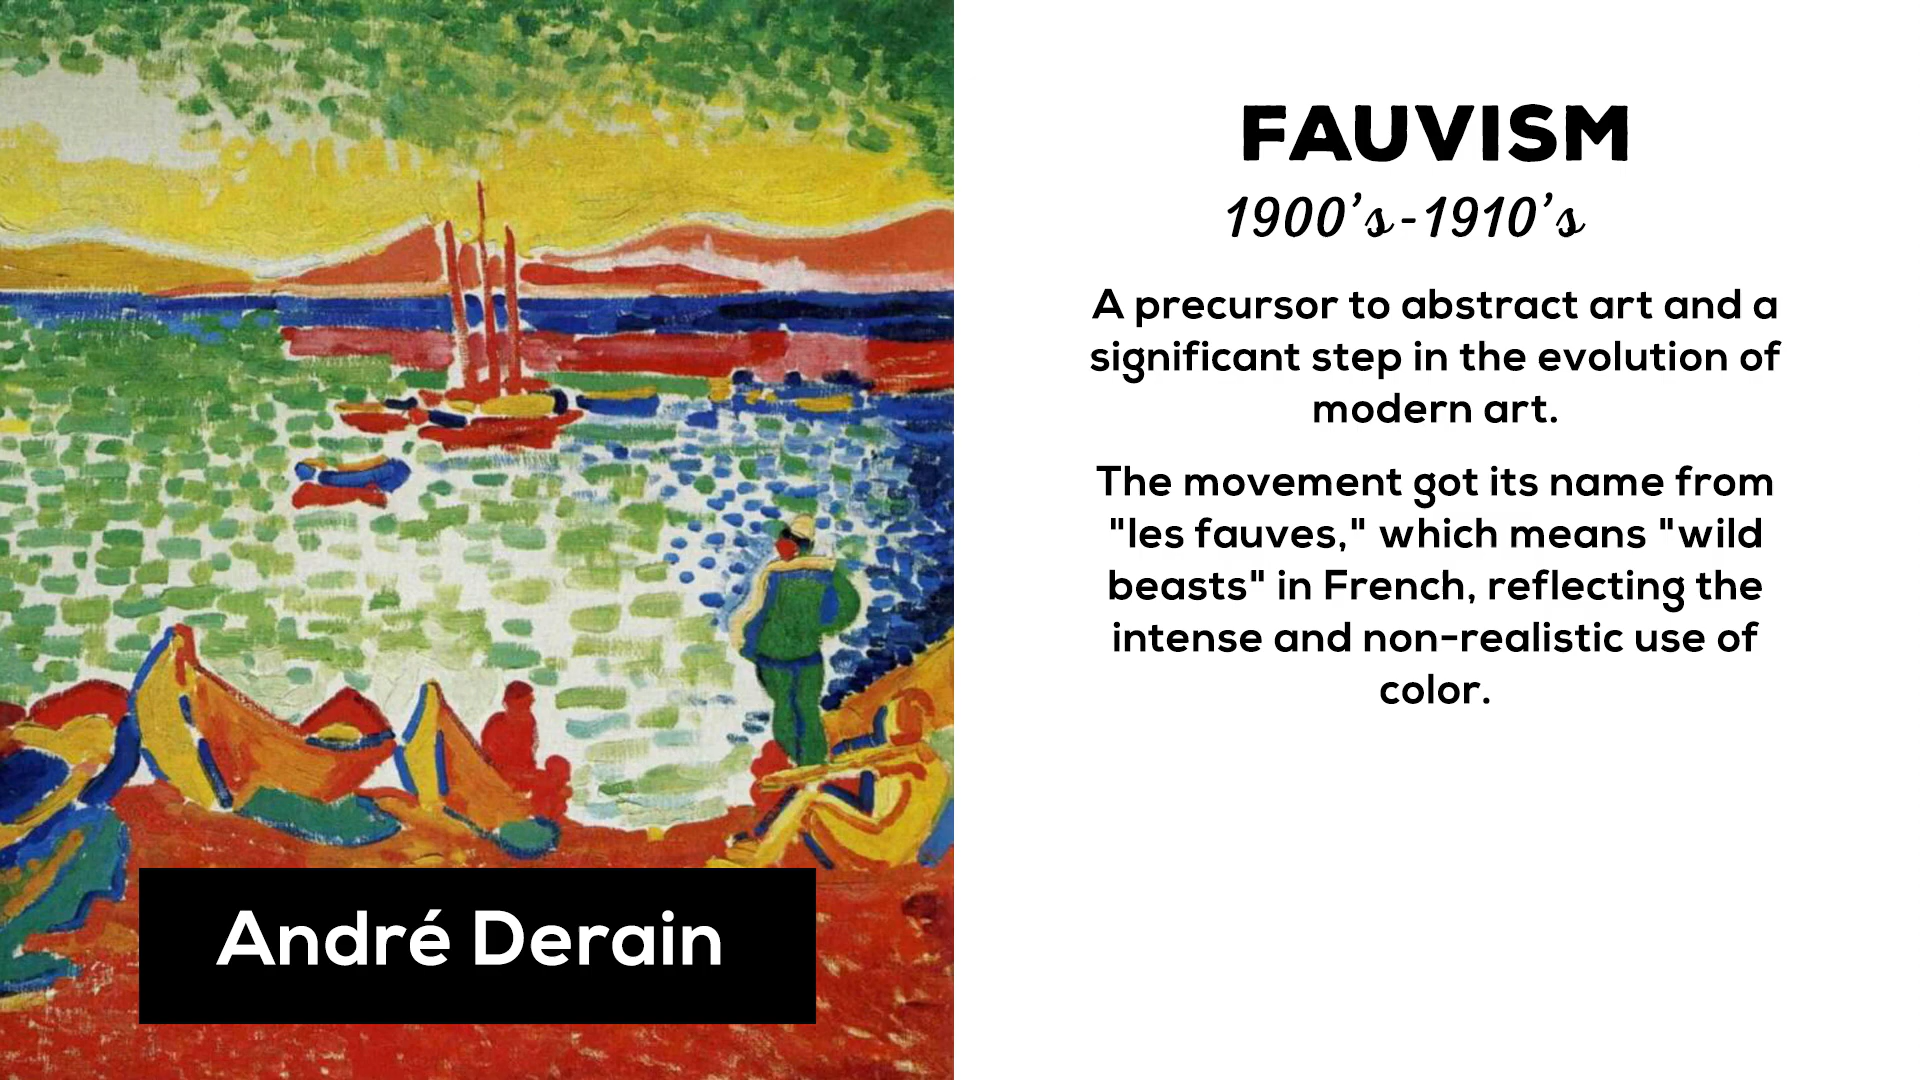 FAUVISM
1900's-1910's
A precursor to abstract art and a
significant step in the evolution of
modern art.
The movement got its name from
"les fauves," which means "wild
beasts" in French, reflecting the
intense and non-realistic use of
color.
André Derain